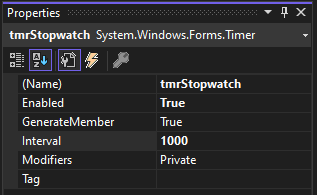 Properties
tmrStopwatch System.Windows.Forms.Timer
(Name) tmrStopwatch
Enabled True
GenerateMember True
Interval 1000
Modifiers Private
Tag